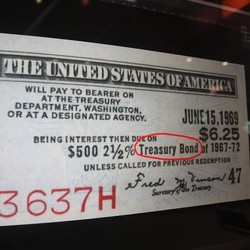 THE UNITED STATES OF AMERICA
WILL PAY TO BEARER ON
AT THE TREASURY
DEPARTMENT, WASHINGTON,
OR AT A DESIGNATED AGENCY.
JUNE 15, 1969
$6.25
BEING INTEREST THEN DUE ON
$500 2½% Treasury Bond of 1967-72
UNLESS CALLED FOR PREVIOUS REDEMPTION
Fred M. Vinson 47
Secretary of the Treasury
3637H